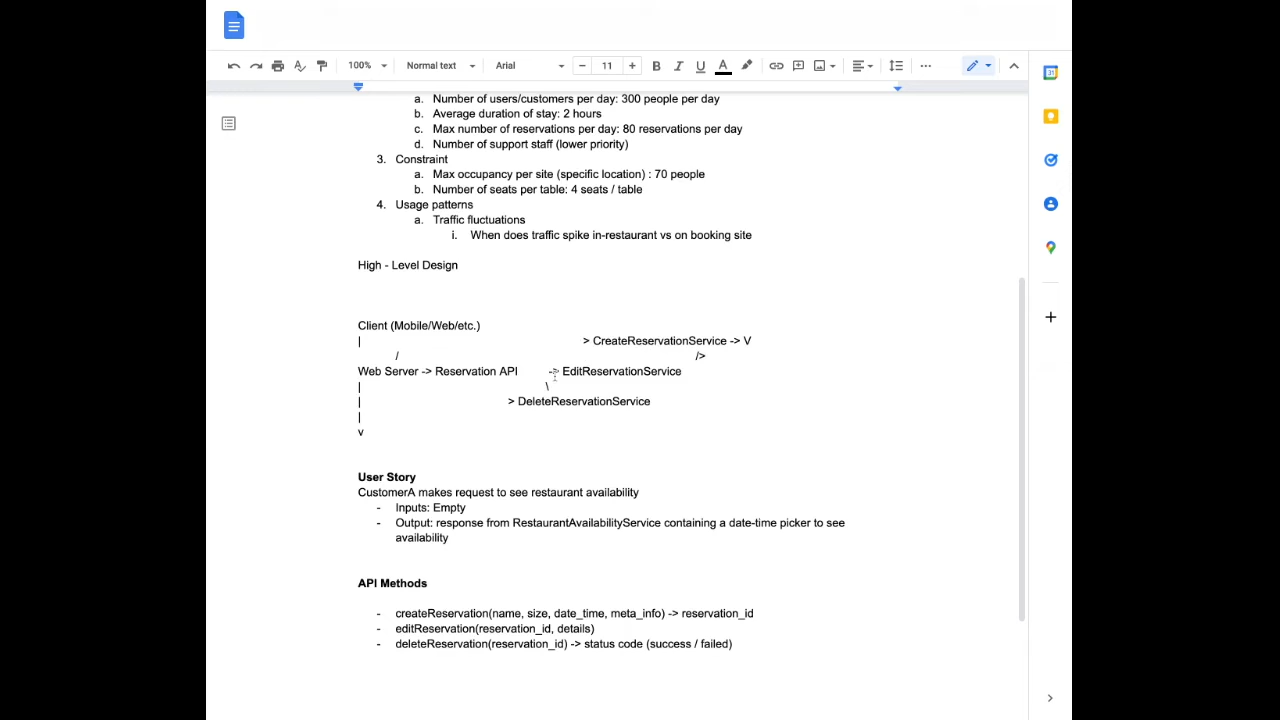 100% Normal text Arial − 11 + B I U A
a. Number of users/customers per day: 300 people per day
b. Average duration of stay: 2 hours
c. Max number of reservations per day: 80 reservations per day
d. Number of support staff (lower priority)
3. Constraint
a. Max occupancy per site (specific location) : 70 people
b. Number of seats per table: 4 seats / table
4. Usage patterns
a. Traffic fluctuations
i. When does traffic spike in-restaurant vs on booking site
High - Level Design
Client (Mobile/Web/etc.)
| > CreateReservationService -> V
/ />
Web Server -> Reservation API -> EditReservationService
| \
| > DeleteReservationService
|
v
User Story
CustomerA makes request to see restaurant availability
- Inputs: Empty
- Output: response from RestaurantAvailabilityService containing a date-time picker to see
availability
API Methods
- createReservation(name, size, date_time, meta_info) -> reservation_id
- editReservation(reservation_id, details)
- deleteReservation(reservation_id) -> status code (success / failed)